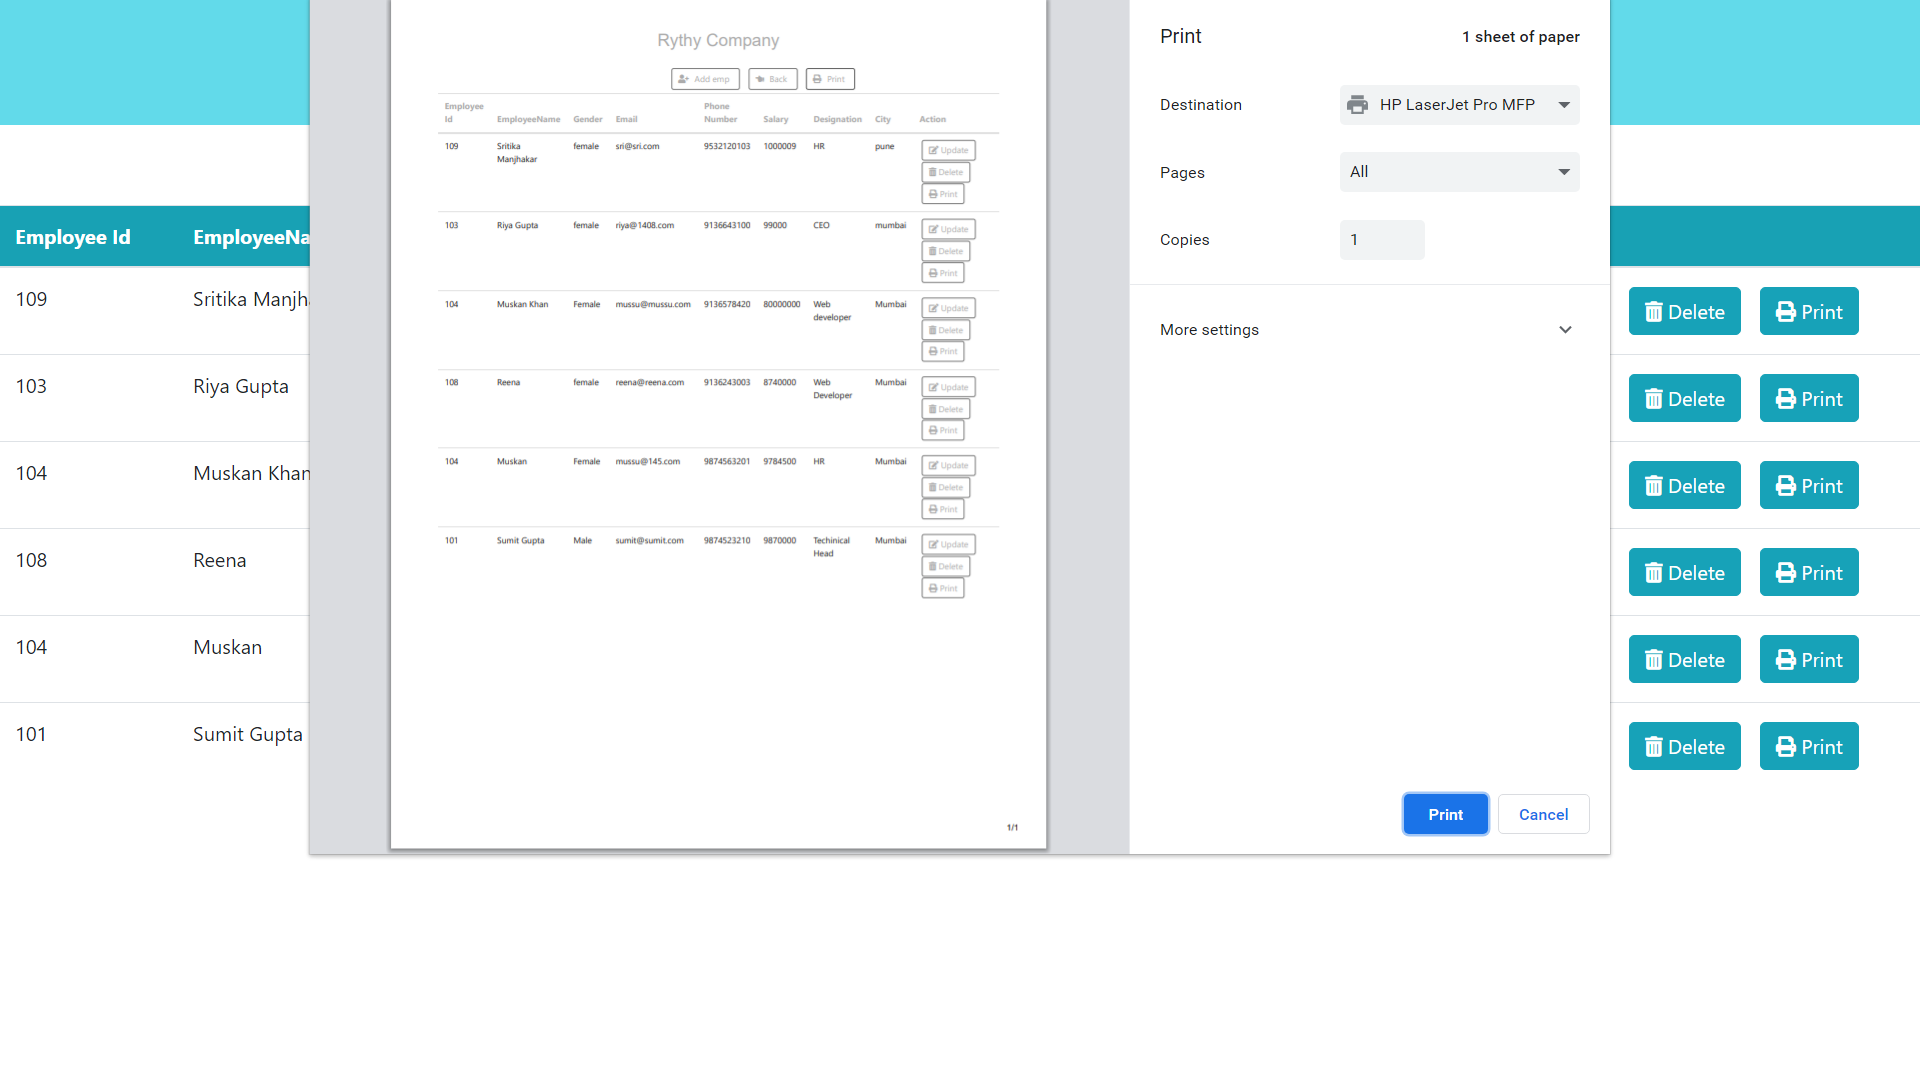 Rythy Company
Add emp Back Print
Employee Id EmployeeName Gender Email Phone Number Salary Designation City Action
109 Sritika Manjhakar female sri@sri.com 9532120103 1000009 HR pune Update Delete Print
103 Riya Gupta female riya@1408.com 9136643100 99000 CEO mumbai Update Delete Print
104 Muskan Khan Female mussu@mussu.com 9136578420 80000000 Web developer Mumbai Update Delete Print
108 Reena female reena@reena.com 9136243003 8740000 Web Developer Mumbai Update Delete Print
104 Muskan Female mussu@145.com 9874563201 9784500 HR Mumbai Update Delete Print
101 Sumit Gupta Male sumit@sumit.com 9874523210 9870000 Techinical Head Mumbai Update Delete Print
1/1
Print 1 sheet of paper
Destination HP LaserJet Pro MFP
Pages All
Copies 1
More settings
Print Cancel
Employee Id EmployeeNa
109 Sritika Manjh Delete Print
103 Riya Gupta Delete Print
104 Muskan Khan Delete Print
108 Reena Delete Print
104 Muskan Delete Print
101 Sumit Gupta Delete Print